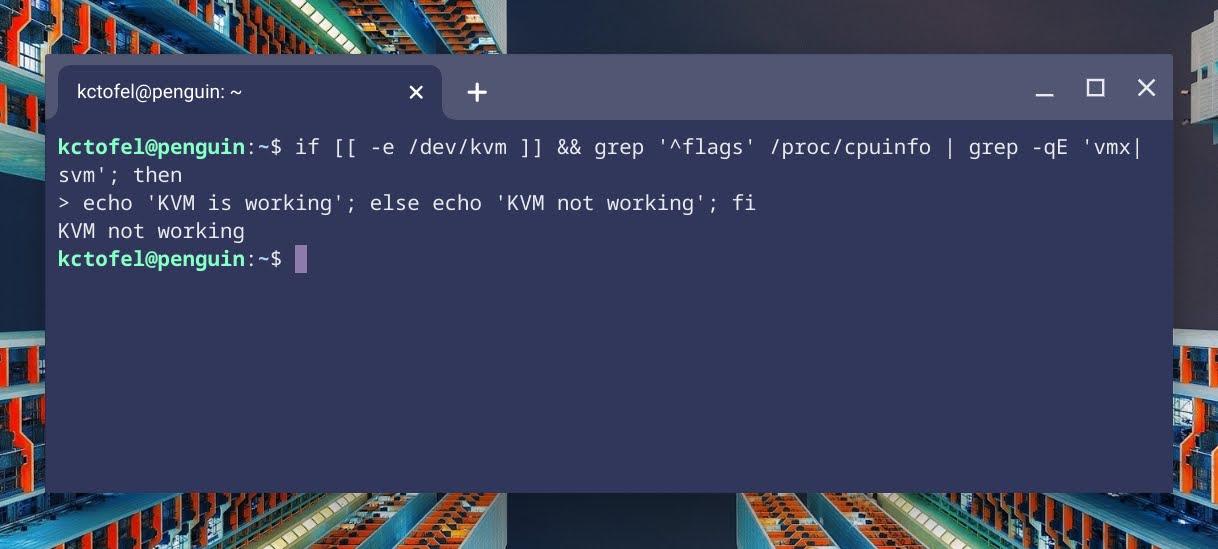 kctofel@penguin: ~
kctofel@penguin:~$ if [[ -e /dev/kvm ]] && grep '^flags' /proc/cpuinfo | grep -qE 'vmx|
svm'; then
> echo 'KVM is working'; else echo 'KVM not working'; fi
KVM not working
kctofel@penguin:~$